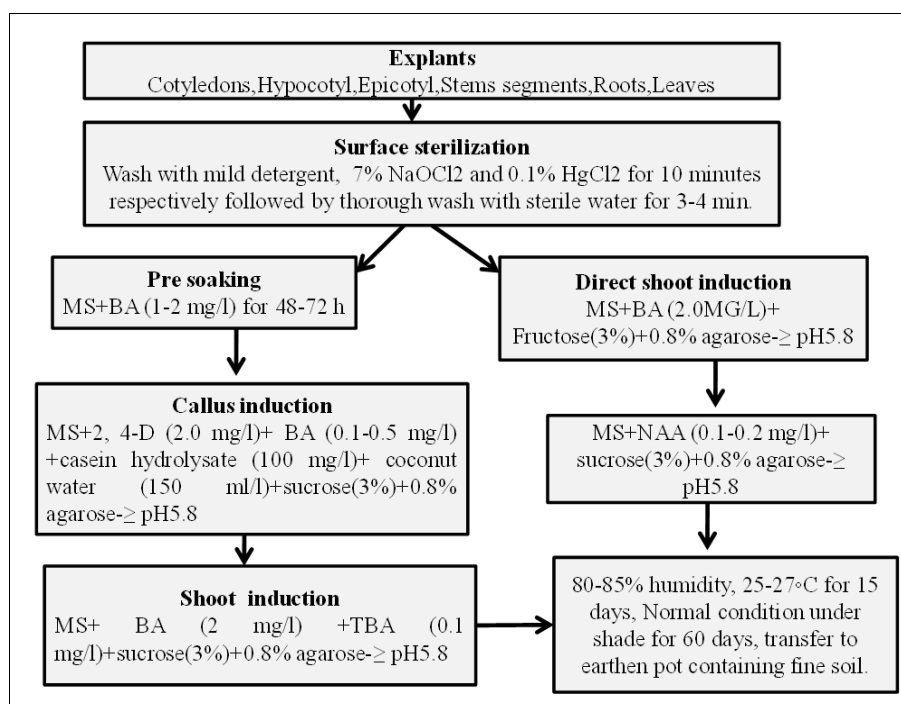 Explants
Cotyledons,Hypocotyl,Epicotyl,Stems segments,Roots,Leaves
Surface sterilization
Wash with mild detergent, 7% NaOCl2 and 0.1% HgCl2 for 10 minutes
respectively followed by thorough wash with sterile water for 3-4 min.
Pre soaking
MS+BA (1-2 mg/l) for 48-72 h
Direct shoot induction
MS+BA (2.0MG/L)+
Fructose(3%)+0.8% agarose-≥ pH5.8
Callus induction
MS+2, 4-D (2.0 mg/l)+ BA (0.1-0.5 mg/l)
+casein hydrolysate (100 mg/l)+ coconut
water (150 ml/l)+sucrose(3%)+0.8%
agarose-≥ pH5.8
MS+NAA (0.1-0.2 mg/l)+
sucrose(3%)+0.8% agarose-≥
pH5.8
Shoot induction
MS+ BA (2 mg/l) +TBA (0.1
mg/l)+sucrose(3%)+0.8% agarose-≥ pH5.8
80-85% humidity, 25-27◦C for 15
days, Normal condition under
shade for 60 days, transfer to
earthen pot containing fine soil.